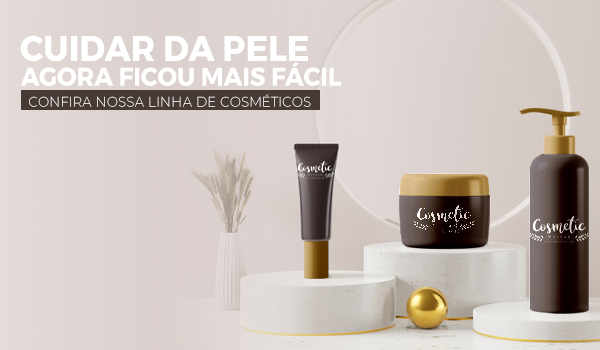 CUIDAR DA PELE
AGORA FICOU MAIS FÁCIL
CONFIRA NOSSA LINHA DE COSMÉTICOS
Cosmetic
Cosmetic
Cosmetic